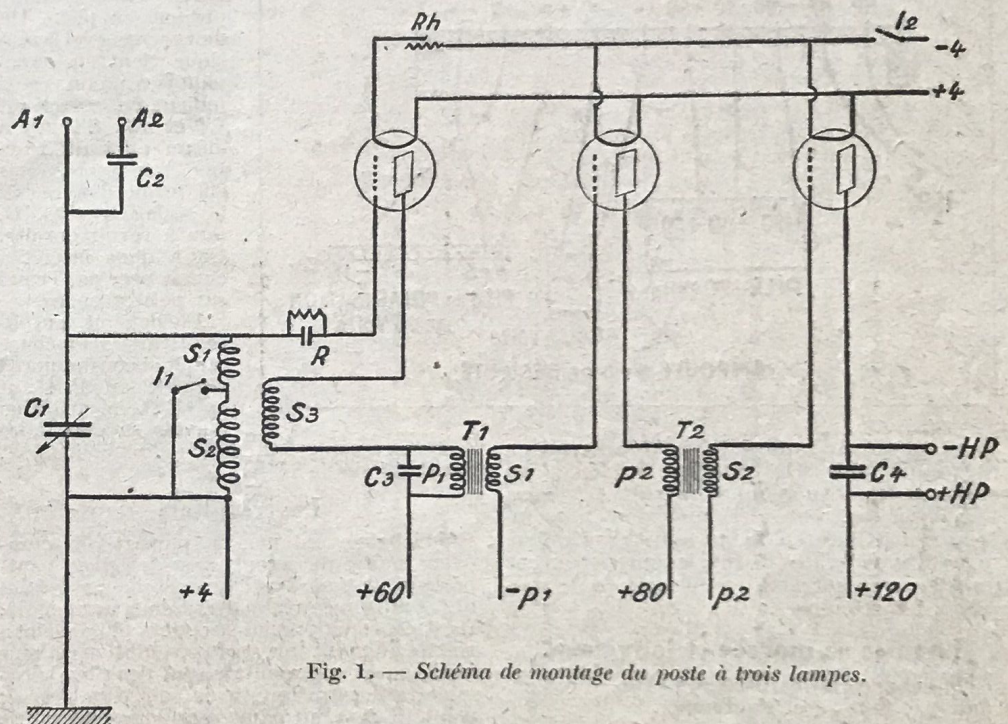 Rh
I2
-4
+4
A1
A2
C2
S1
R
I1
C1
S2
S3
T1
T2
C3
P1
S1
p2
S2
C4
-HP
+HP
+4
+60
-p1
+80
p2
+120
Fig. 1. — Schéma de montage du poste à trois lampes.